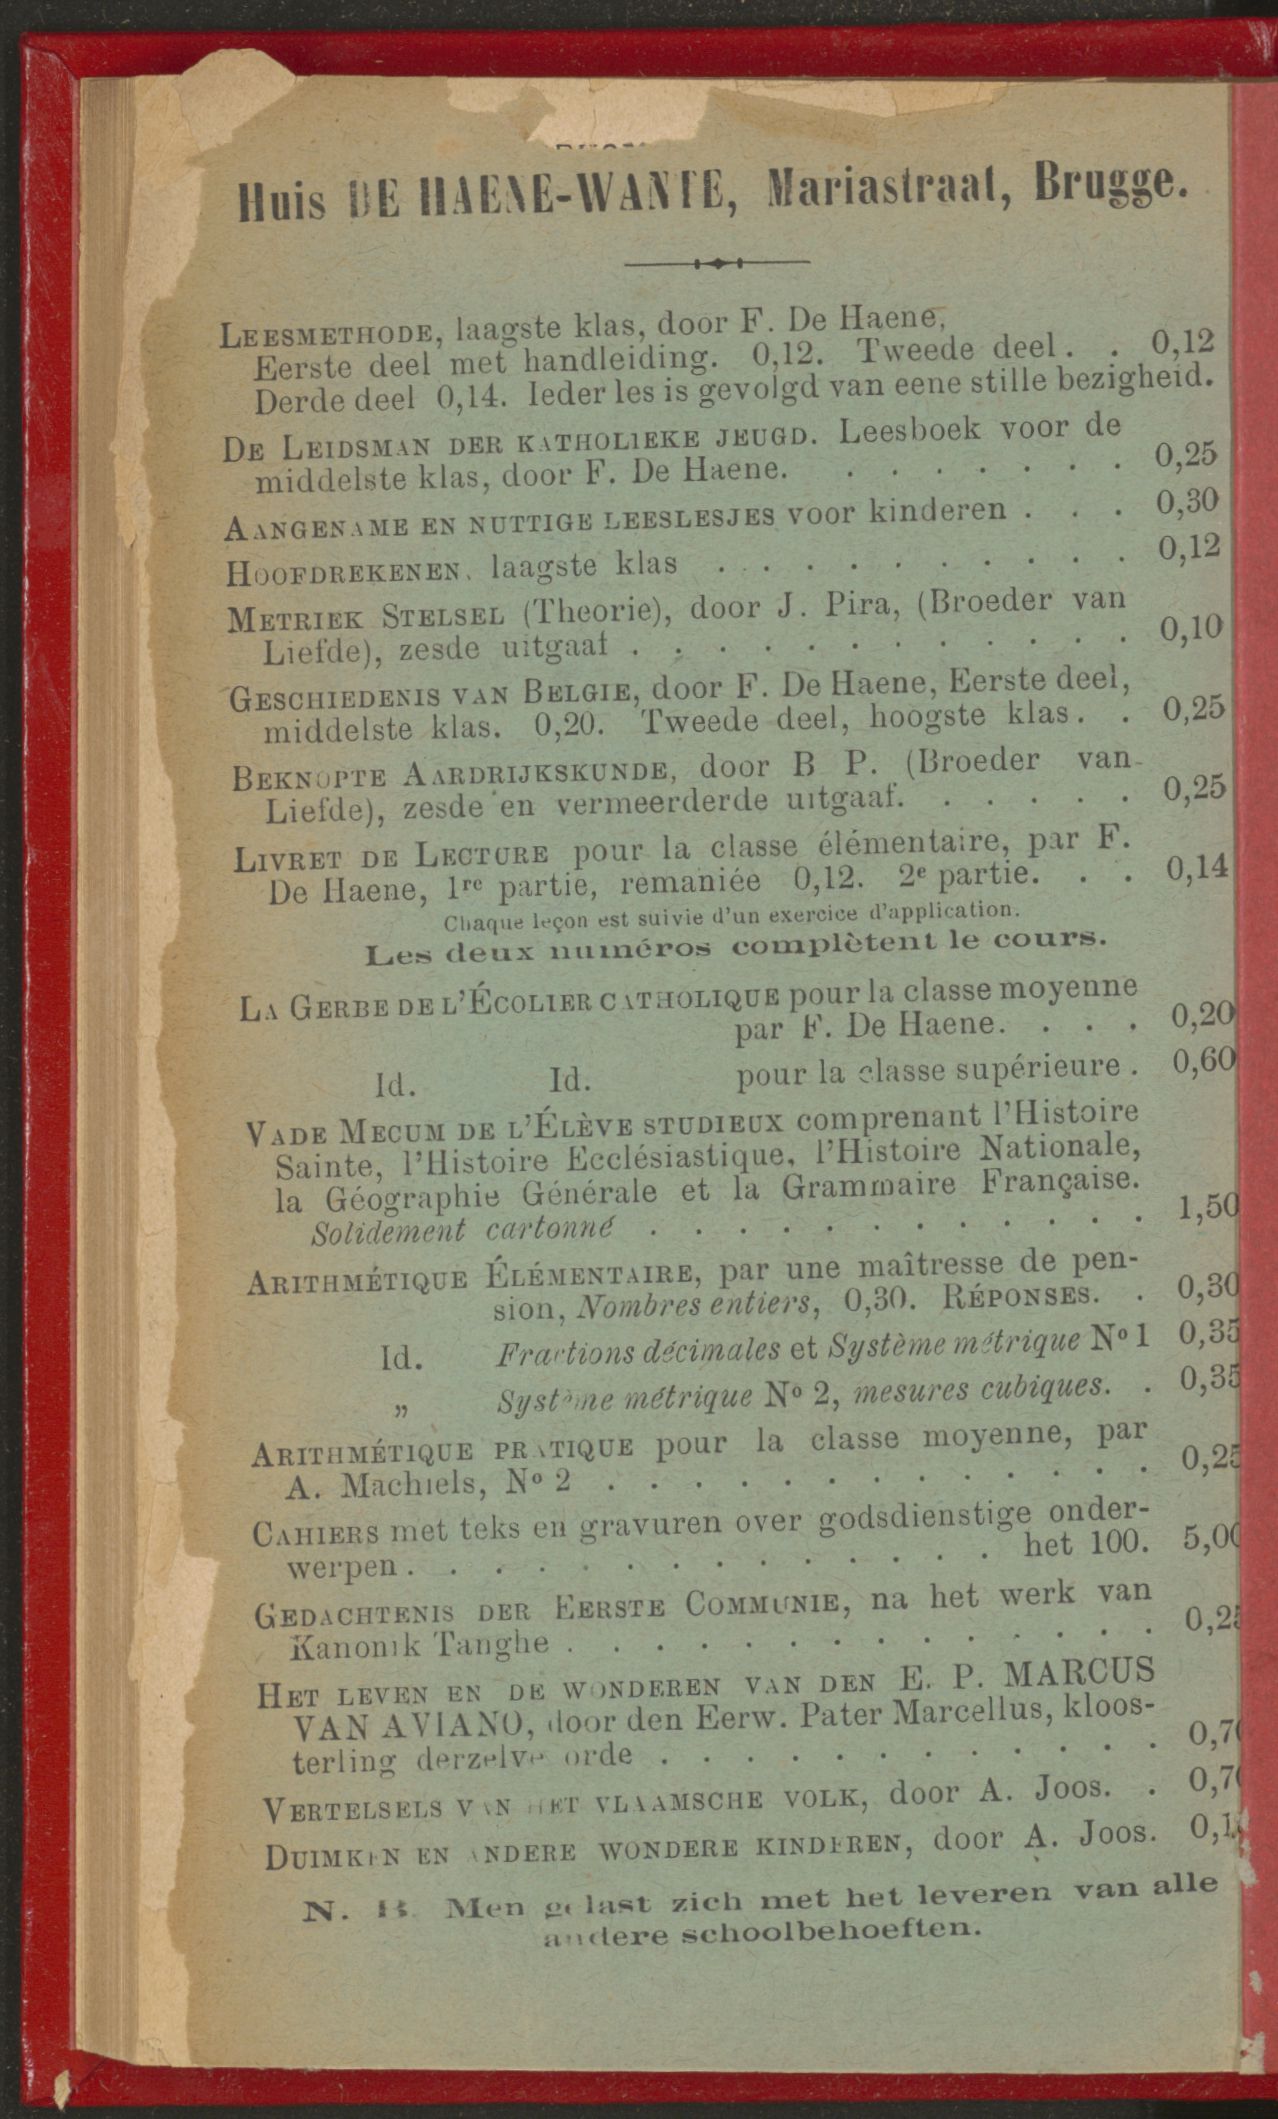 Huis DE HAENE-WANTE, Mariastraat, Brugge.
LEESMETHODE, laagste klas, door F. De Haene,
Eerste deel met handleiding. 0,12. Tweede deel . . 0,12
Derde deel 0,14. Ieder les is gevolgd van eene stille bezigheid.
DE LEIDSMAN DER KATHOLIEKE JEUGD. Leesboek voor de
middelste klas, door F. De Haene. . . . . . . . 0,25
AANGENAME EN NUTTIGE LEESLESJES voor kinderen . . . 0,30
HOOFDREKENEN. laagste klas . . . . . . . . . . 0,12
METRIEK STELSEL (Theorie), door J. Pira, (Broeder van
Liefde), zesde uitgaaf . . . . . . . . . . . . 0,10
GESCHIEDENIS VAN BELGIE, door F. De Haene, Eerste deel,
middelste klas. 0,20. Tweede deel, hoogste klas. . 0,25
BEKNOPTE AARDRIJKSKUNDE, door B P. (Broeder van
Liefde), zesde en vermeerderde uitgaaf. . . . . . 0,25
LIVRET DE LECTURE pour la classe élémentaire, par F.
De Haene, 1re partie, remaniée 0,12. 2e partie. . . 0,14
Chaque leçon est suivie d'un exercice d'application.
Les deux numéros complètent le cours.
LA GERBE DE L'ÉCOLIER CATHOLIQUE pour la classe moyenne
par F. De Haene. . . . 0,20
Id. Id. pour la classe supérieure . 0,60
VADE MECUM DE L'ÉLÈVE STUDIEUX comprenant l'Histoire
Sainte, l'Histoire Ecclésiastique, l'Histoire Nationale,
la Géographie Générale et la Grammaire Française.
Solidement cartonné . . . . . . . . . . . . 1,50
ARITHMÉTIQUE ÉLÉMENTAIRE, par une maîtresse de pen-
sion, Nombres entiers, 0,30. RÉPONSES. . 0,30
Id. Fractions décimales et Système métrique No 1 0,35
„ Système métrique No 2, mesures cubiques. . 0,35
ARITHMÉTIQUE PRATIQUE pour la classe moyenne, par
A. Machiels, No 2 . . . . . . . . . . . . . 0,25
CAHIERS met teks en gravuren over godsdienstige onder-
werpen . . . . . . . . . . . . . . het 100. 5,00
GEDACHTENIS DER EERSTE COMMUNIE, na het werk van
Kanonik Tanghe . . . . . . . . . . . . . . 0,25
HET LEVEN EN DE WONDEREN VAN DEN E. P. MARCUS
VAN AVIANO, door den Eerw. Pater Marcellus, kloos-
terling derzelve orde . . . . . . . . . . . . 0,70
VERTELSELS VAN HET VLAAMSCHE VOLK, door A. Joos. . 0,70
DUIMKEN EN ANDERE WONDERE KINDEREN, door A. Joos.
N. B. Men gelast zich met het leveren van alle
andere schoolbehoeften.